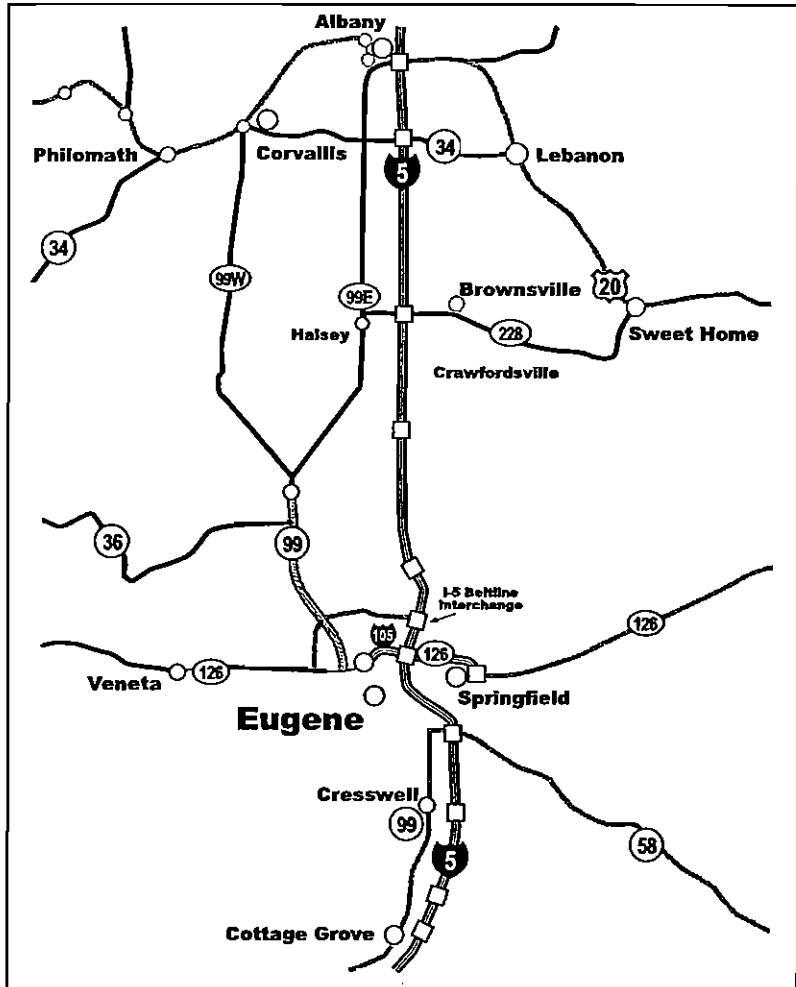 Albany
Philomath
Corvallis
34
Lebanon
5
34
99W
99E
Brownsville
20
Halsey
228
Sweet Home
Crawfordsville
36
99
I-5 Beltline
Interchange
105
126
126
Veneta
126
Springfield
Eugene
Cresswell
99
5
58
Cottage Grove